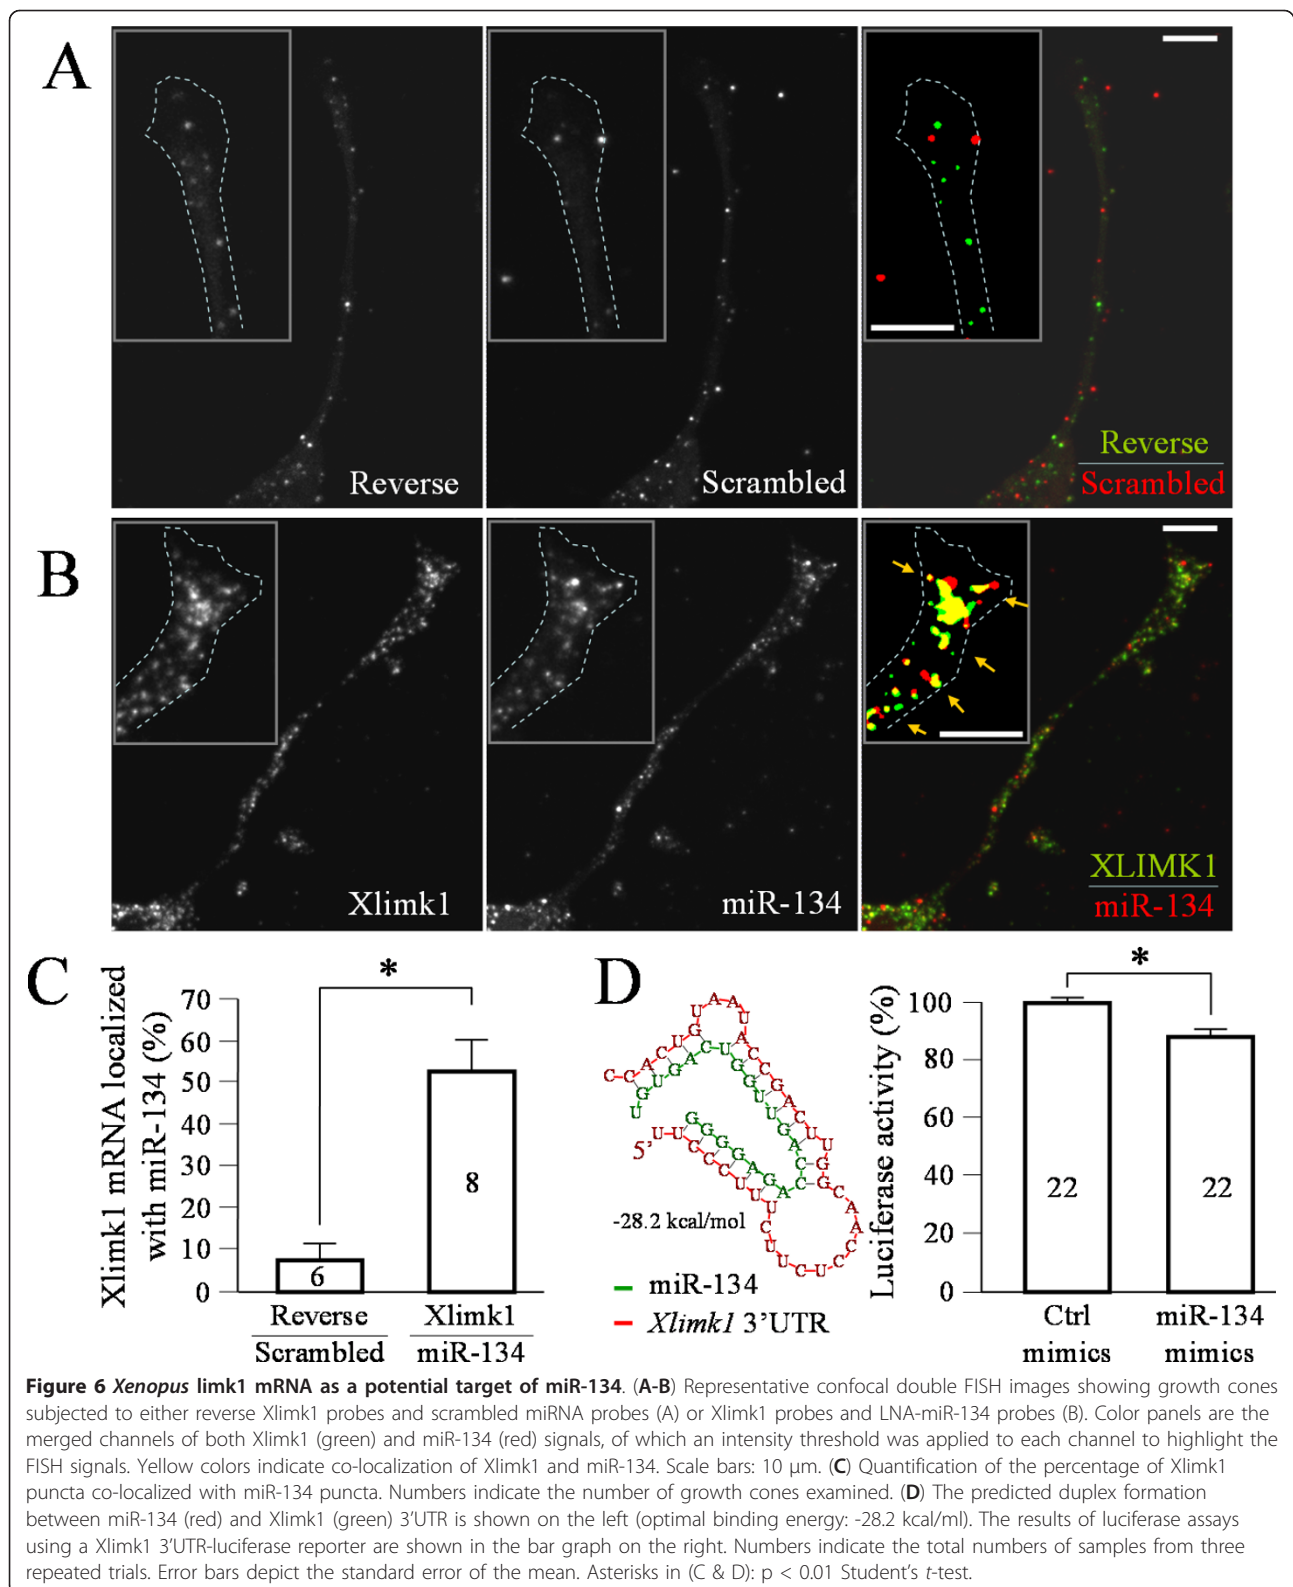 A
Reverse
Scrambled
Reverse
Scrambled
B
Xlimk1
miR-134
XLIMK1
miR-134
C
Xlimk1 mRNA localized
with miR-134 (%)
70
60
50
40
30
20
10
0
*
6
8
Reverse
Scrambled
Xlimk1
miR-134
D
5’
-28.2 kcal/mol
miR-134
Xlimk1 3’UTR
Luciferase activity (%)
100
80
60
40
20
0
*
22
22
Ctrl
mimics
miR-134
mimics
Figure 6 Xenopus limk1 mRNA as a potential target of miR-134. (A-B) Representative confocal double FISH images showing growth cones
subjected to either reverse Xlimk1 probes and scrambled miRNA probes (A) or Xlimk1 probes and LNA-miR-134 probes (B). Color panels are the
merged channels of both Xlimk1 (green) and miR-134 (red) signals, of which an intensity threshold was applied to each channel to highlight the
FISH signals. Yellow colors indicate co-localization of Xlimk1 and miR-134. Scale bars: 10 μm. (C) Quantification of the percentage of Xlimk1
puncta co-localized with miR-134 puncta. Numbers indicate the number of growth cones examined. (D) The predicted duplex formation
between miR-134 (red) and Xlimk1 (green) 3’UTR is shown on the left (optimal binding energy: -28.2 kcal/ml). The results of luciferase assays
using a Xlimk1 3’UTR-luciferase reporter are shown in the bar graph on the right. Numbers indicate the total numbers of samples from three
repeated trials. Error bars depict the standard error of the mean. Asterisks in (C & D): p < 0.01 Student’s t-test.